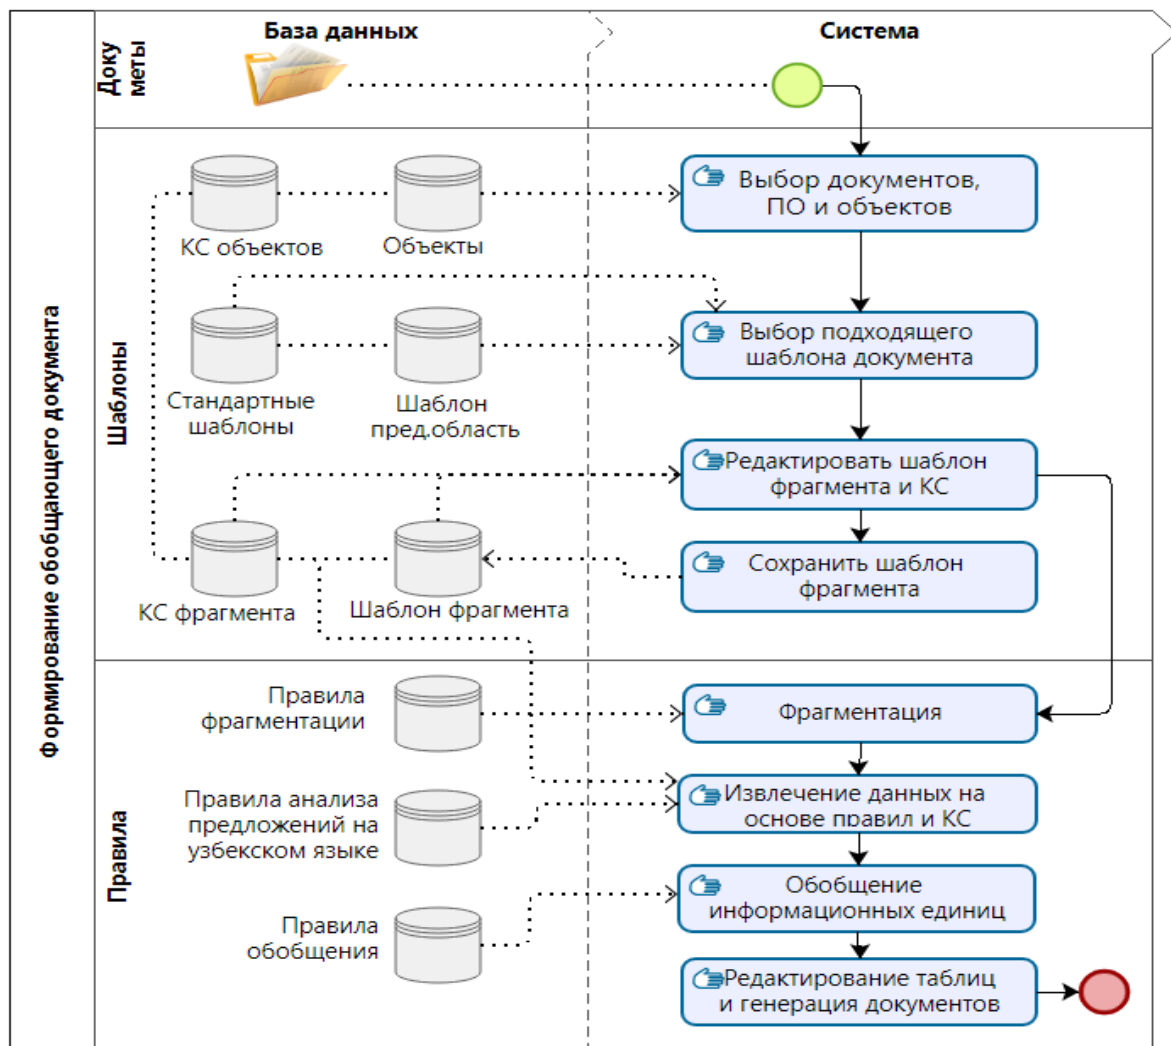 База данных
Система
Доку
меты
Формирование обобщающего документа
Шаблоны
Выбор документов,
ПО и объектов
КС объектов
Объекты
Выбор подходящего
шаблона документа
Стандартные
шаблоны
Шаблон
пред.область
Редактировать шаблон
фрагмента и КС
Сохранить шаблон
фрагмента
КС фрагмента
Шаблон фрагмента
Правила
Правила
фрагментации
Фрагментация
Правила анализа
предложений на
узбекском языке
Извлечение данных на
основе правил и КС
Обобщение
информационных единиц
Правила
обобщения
Редактирование таблиц
и генерация документов